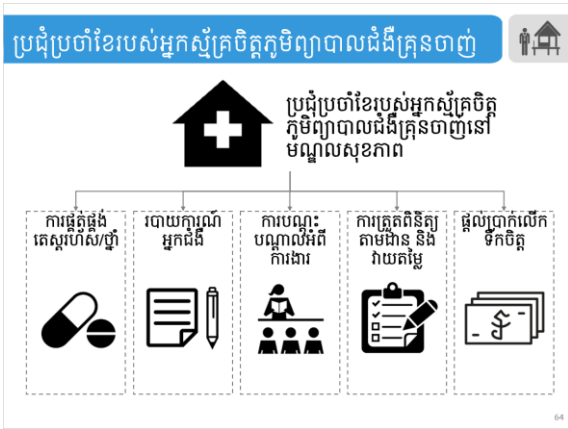 ប្រជុំប្រចាំខែរបស់អ្នកស្ម័គ្រចិត្តភូមិព្យាបាលជំងឺគ្រុនចាញ់
ប្រជុំប្រចាំខែរបស់អ្នកស្ម័គ្រចិត្ត
ភូមិព្យាបាលជំងឺគ្រុនចាញ់នៅ
មណ្ឌលសុខភាព
ការផ្គត់ផ្គង់
តេស្តរហ័ស/ថ្នាំ
របាយការណ៍
អ្នកជំងឺ
ការបណ្តុះ
បណ្តាលអំពី
ការងារ
ការត្រួតពិនិត្យ
តាមដាន និង
វាយតម្លៃ
ផ្តល់ប្រាក់លើក
ទឹកចិត្ត
៛
64